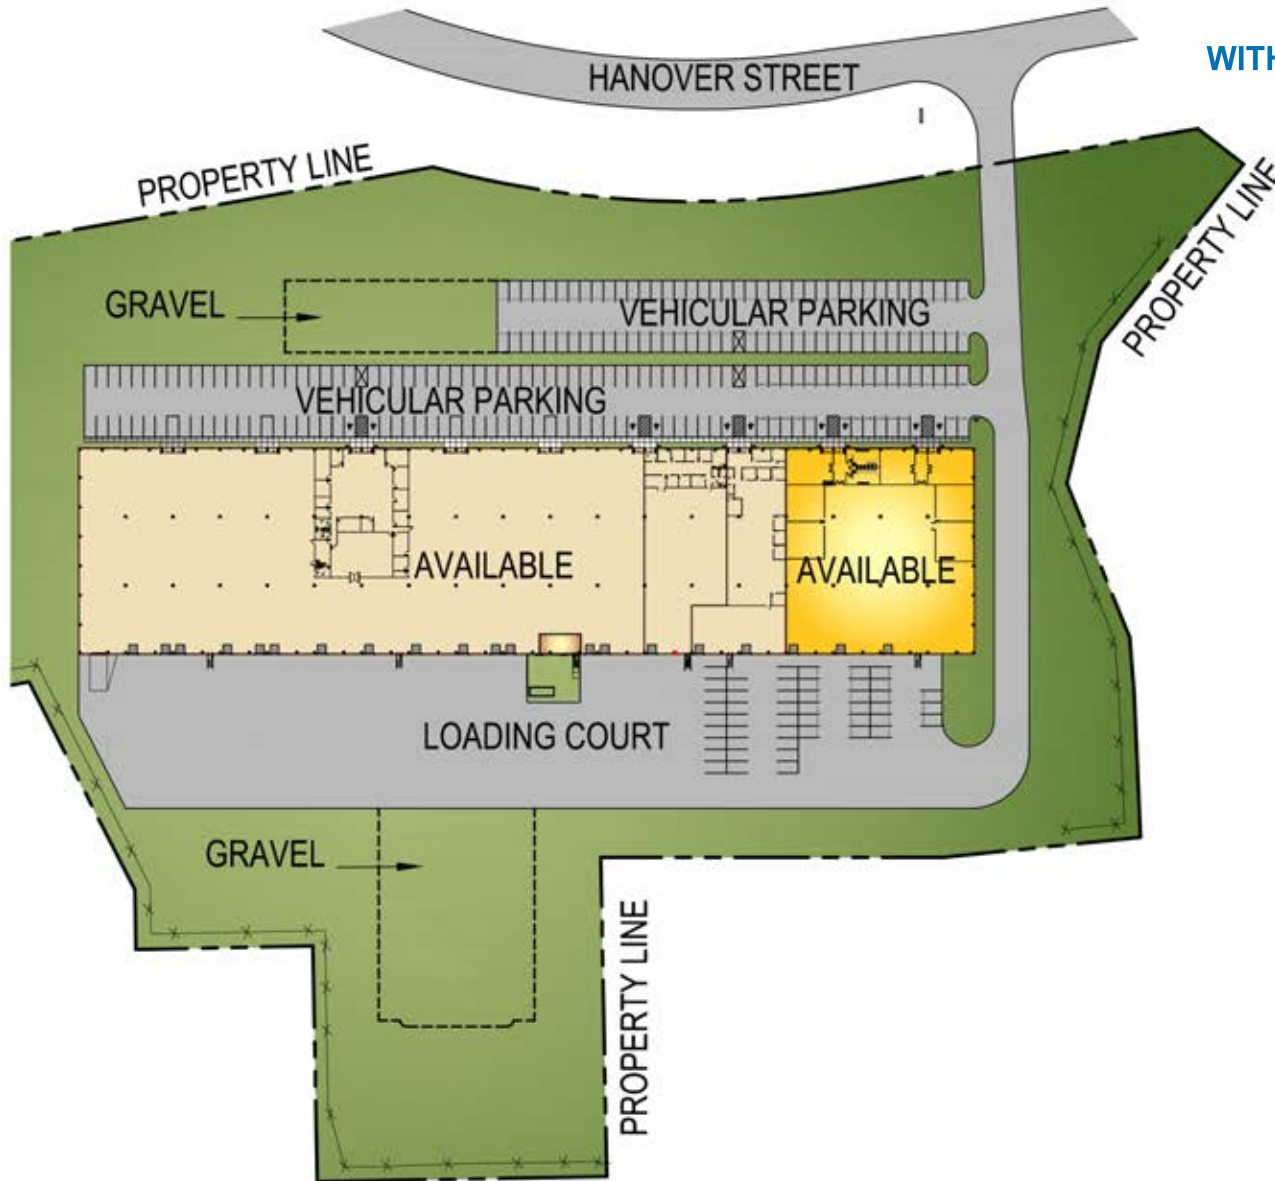 HANOVER STREET
WITH
PROPERTY LINE
PROPERTY LINE
GRAVEL
VEHICULAR PARKING
VEHICULAR PARKING
AVAILABLE
AVAILABLE
LOADING COURT
GRAVEL
PROPERTY LINE